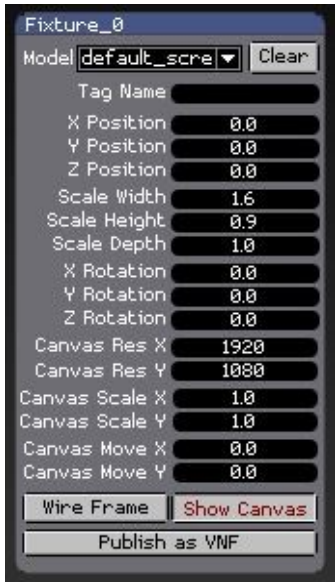 Fixture_0
Model default_scre Clear
Tag Name
X Position 0.0
Y Position 0.0
Z Position 0.0
Scale Width 1.6
Scale Height 0.9
Scale Depth 1.0
X Rotation 0.0
Y Rotation 0.0
Z Rotation 0.0
Canvas Res X 1920
Canvas Res Y 1080
Canvas Scale X 1.0
Canvas Scale Y 1.0
Canvas Move X 0.0
Canvas Move Y 0.0
Wire Frame Show Canvas
Publish as VNF